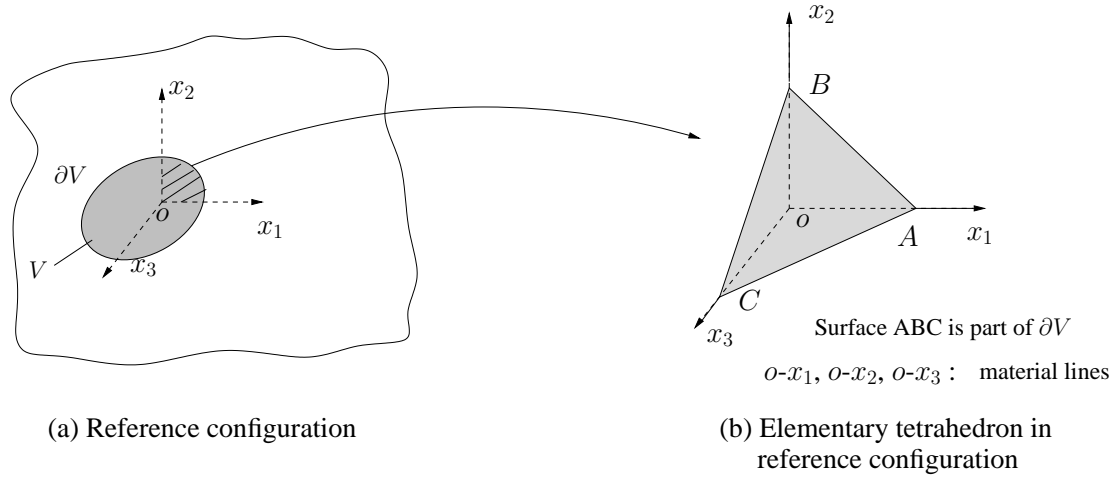 x₂
∂V
o
x₁
V
x₃
(a) Reference configuration
x₂
B
o
A
x₁
C
x₃
Surface ABC is part of ∂V
o-x₁, o-x₂, o-x₃ : material lines
(b) Elementary tetrahedron in
reference configuration